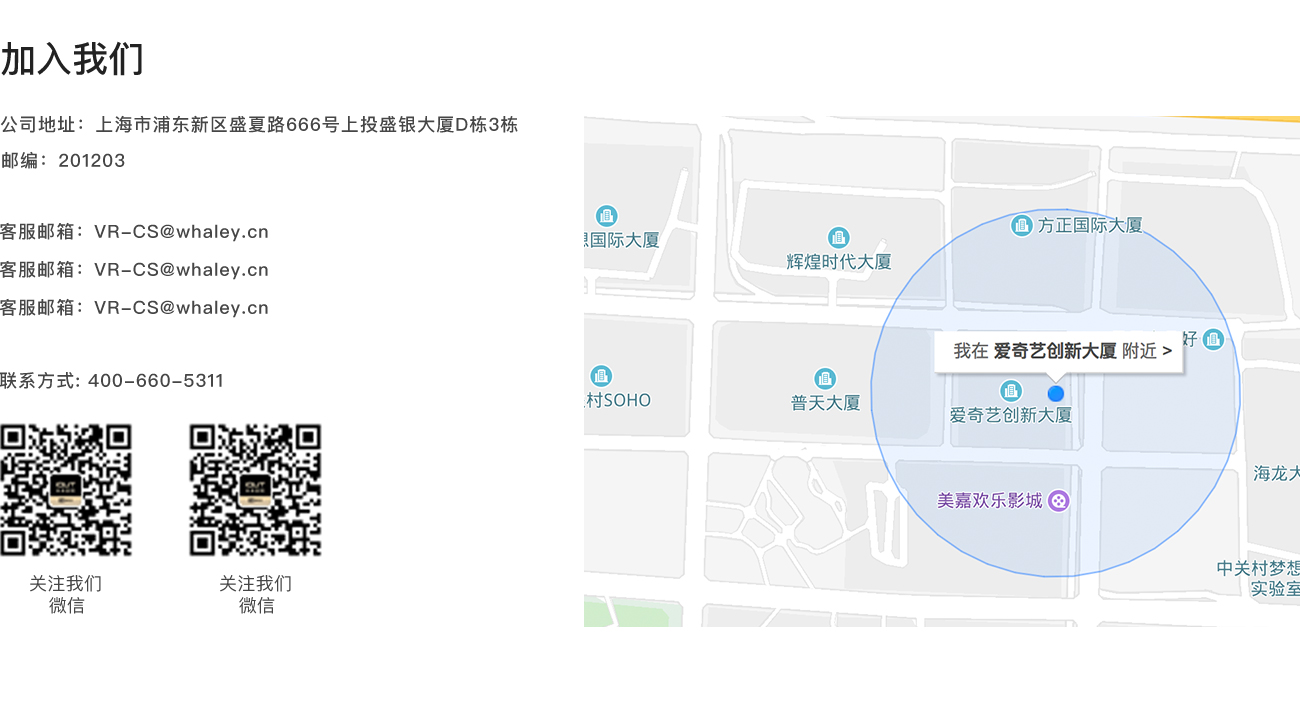 加入我们
公司地址：上海市浦东新区盛夏路666号上投盛银大厦D栋3栋
邮编：201203
客服邮箱：VR-CS@whaley.cn
客服邮箱：VR-CS@whaley.cn
客服邮箱：VR-CS@whaley.cn
联系方式: 400-660-5311
关注我们
微信
关注我们
微信
国际大厦
辉煌时代大厦
方正国际大厦
好
我在 爱奇艺创新大厦 附近 >
村SOHO
普天大厦
爱奇艺创新大厦
海龙大
美嘉欢乐影城
中关村梦想
实验室